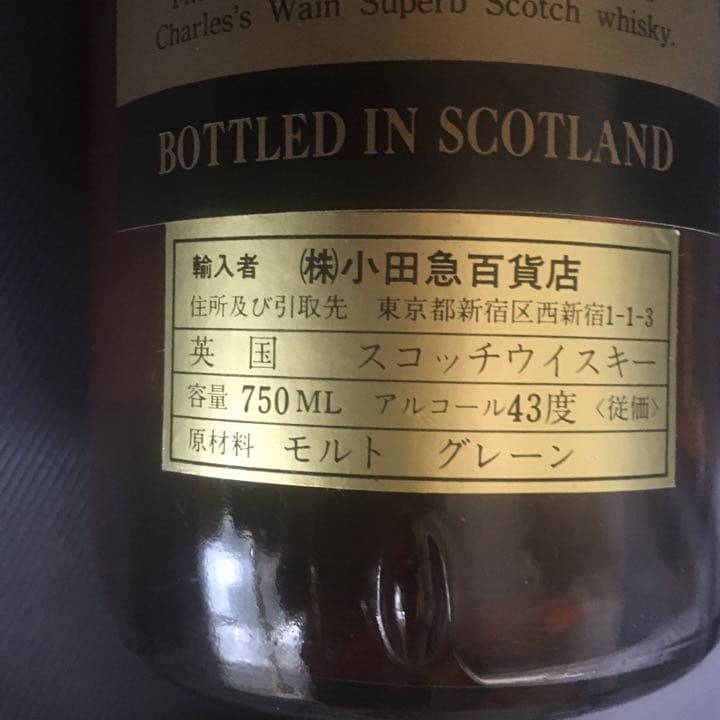 Charles's Wain Superb Scotch whisky.
BOTTLED IN SCOTLAND
輸入者 ㈱小田急百貨店
住所及び引取先 東京都新宿区西新宿1-1-3
英国 スコッチウイスキー
容量 750ML アルコール43度〈従価〉
原材料 モルト グレーン